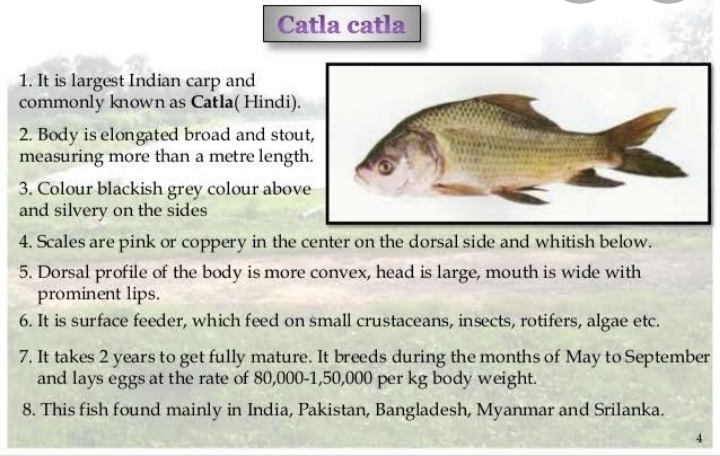 Catla catla
1. It is largest Indian carp and
commonly known as Catla( Hindi).
2. Body is elongated broad and stout,
measuring more than a metre length.
3. Colour blackish grey colour above
and silvery on the sides
4. Scales are pink or coppery in the center on the dorsal side and whitish below.
5. Dorsal profile of the body is more convex, head is large, mouth is wide with
prominent lips.
6. It is surface feeder, which feed on small crustaceans, insects, rotifers, algae etc.
7. It takes 2 years to get fully mature. It breeds during the months of May to September
and lays eggs at the rate of 80,000-1,50,000 per kg body weight.
8. This fish found mainly in India, Pakistan, Bangladesh, Myanmar and Srilanka.
4